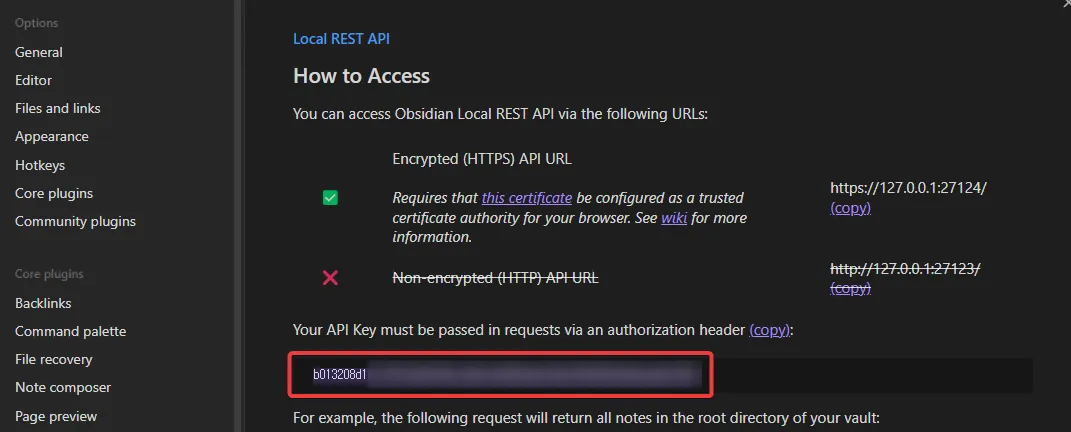 Options
General
Editor
Files and links
Appearance
Hotkeys
Core plugins
Community plugins
Core plugins
Backlinks
Command palette
File recovery
Note composer
Page preview
Local REST API
How to Access
You can access Obsidian Local REST API via the following URLs:
Encrypted (HTTPS) API URL
Requires that this certificate be configured as a trusted
certificate authority for your browser. See wiki for more
information.
https://127.0.0.1:27124/
(copy)
Non-encrypted (HTTP) API URL
http://127.0.0.1:27123/
(copy)
Your API Key must be passed in requests via an authorization header (copy):
b013208d1
For example, the following request will return all notes in the root directory of your vault: